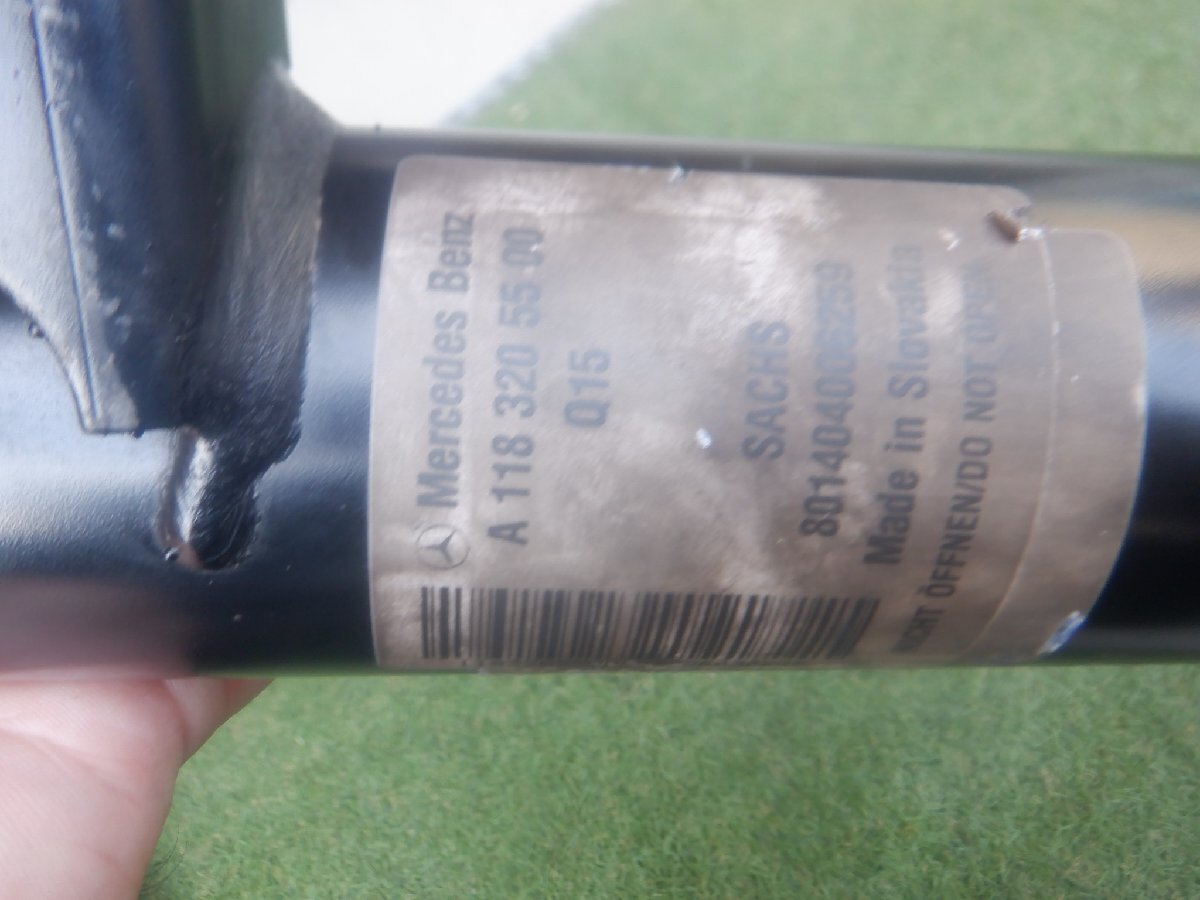 Mercedes Benz
A 118 320 55 00
Q15
SACHS
801404006259
Made in Slovakia
NICHT ÖFFNEN/DO NOT OPEN